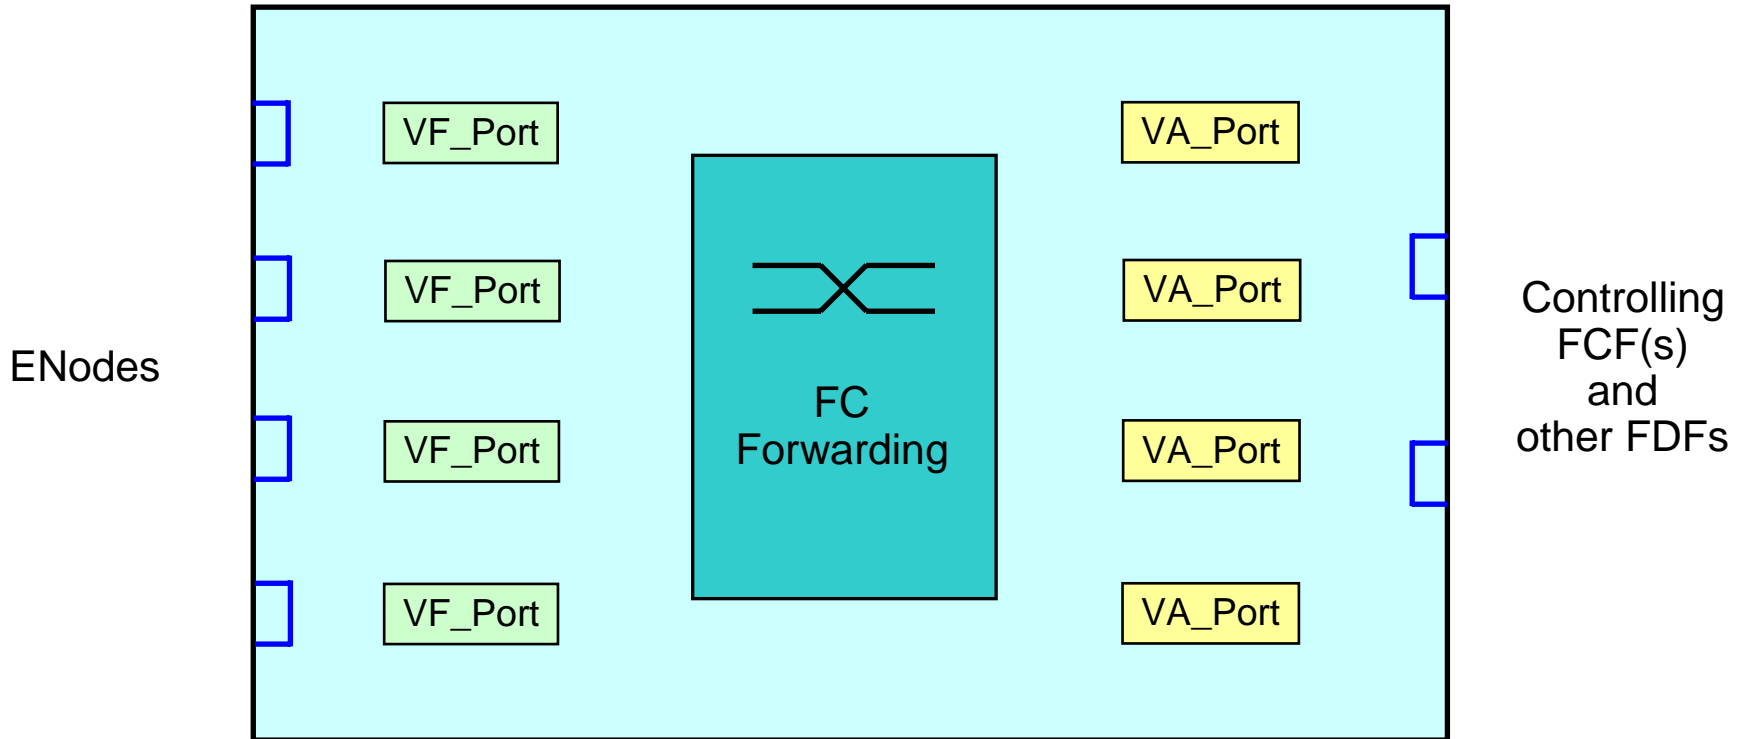 VF_Port
VA_Port
VF_Port
VA_Port
ENodes
FC
Forwarding
Controlling
FCF(s)
and
other FDFs
VF_Port
VA_Port
VF_Port
VA_Port